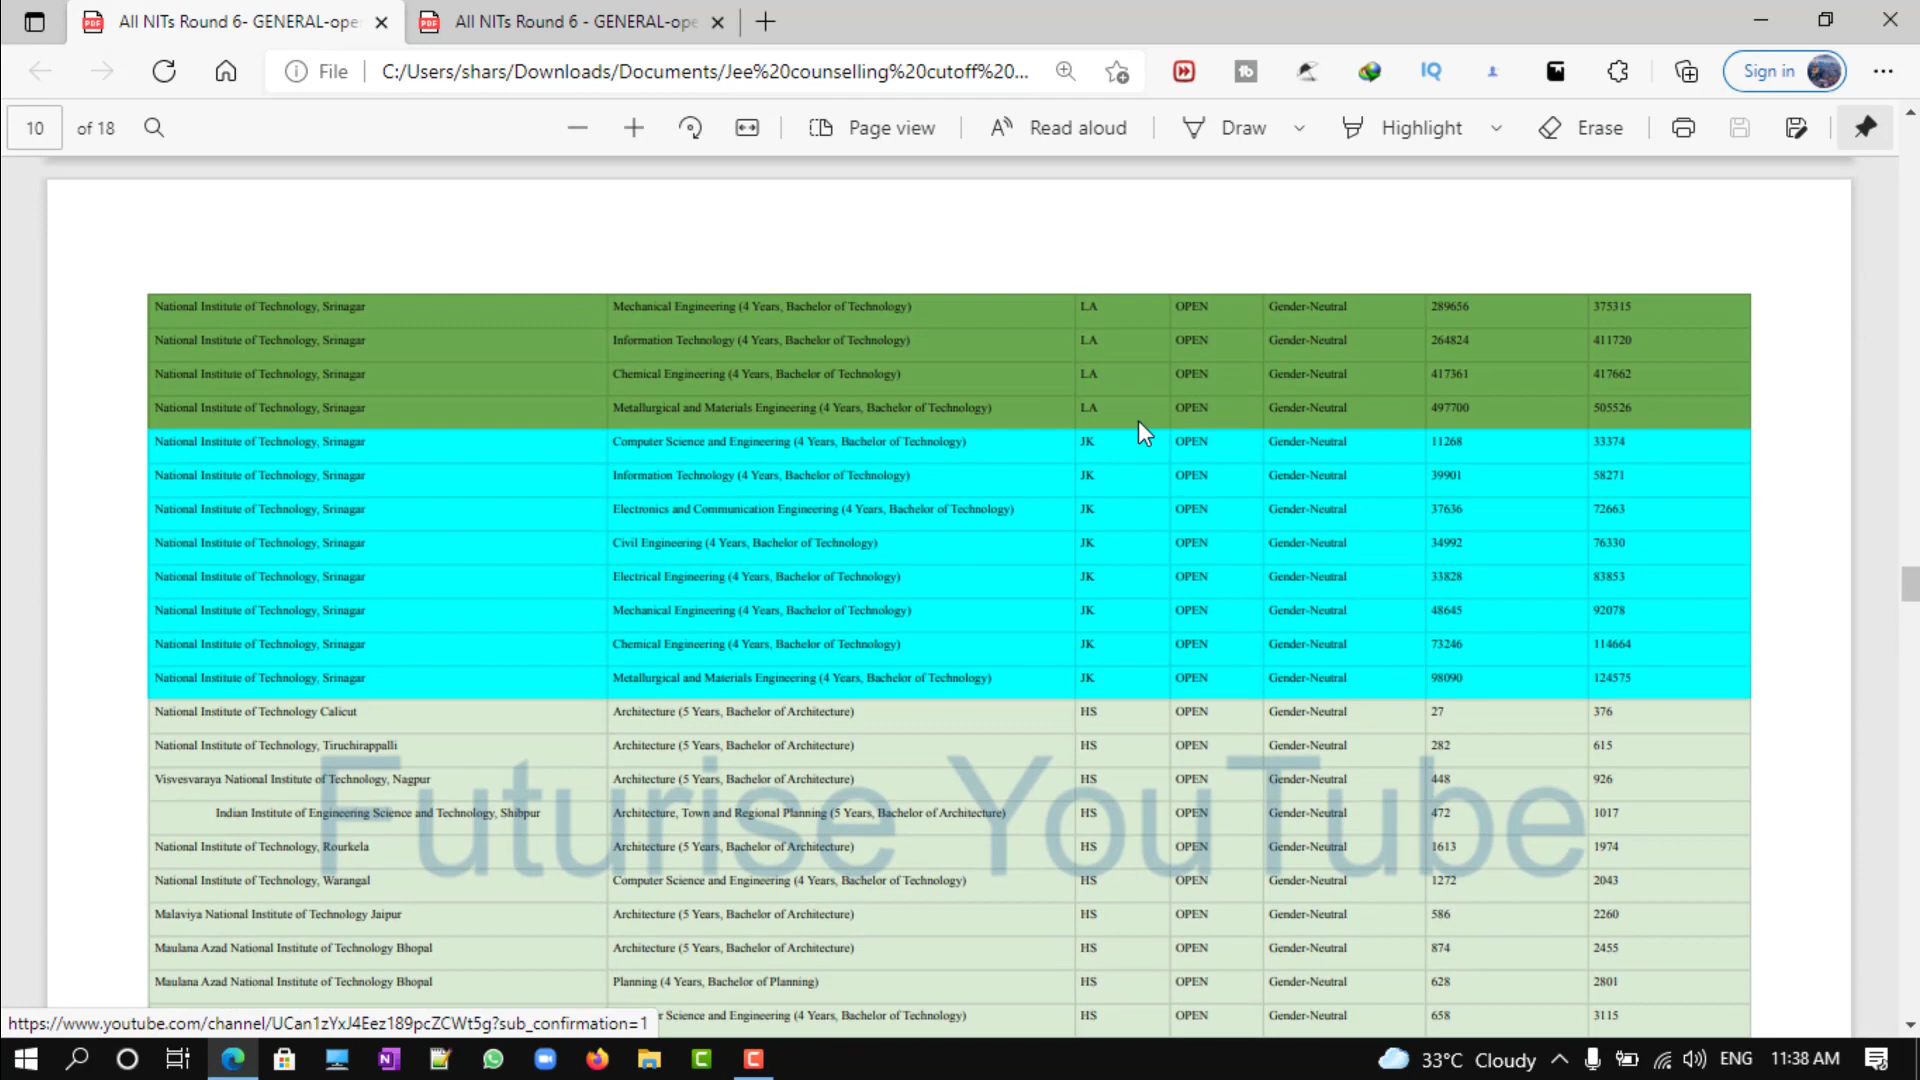 All NITs Round 6- GENERAL-ope
All NITs Round 6 - GENERAL-ope
File
C:/Users/shars/Downloads/Documents/Jee%20counselling%20cutoff%20...
Sign in
10 of 18
Page view
Read aloud
Draw
Highlight
Erase
National Institute of Technology, Srinagar Mechanical Engineering (4 Years, Bachelor of Technology) LA OPEN Gender-Neutral 289656 375315
National Institute of Technology, Srinagar Information Technology (4 Years, Bachelor of Technology) LA OPEN Gender-Neutral 264824 411720
National Institute of Technology, Srinagar Chemical Engineering (4 Years, Bachelor of Technology) LA OPEN Gender-Neutral 417361 417662
National Institute of Technology, Srinagar Metallurgical and Materials Engineering (4 Years, Bachelor of Technology) LA OPEN Gender-Neutral 497700 505526
National Institute of Technology, Srinagar Computer Science and Engineering (4 Years, Bachelor of Technology) JK OPEN Gender-Neutral 11268 33374
National Institute of Technology, Srinagar Information Technology (4 Years, Bachelor of Technology) JK OPEN Gender-Neutral 39901 58271
National Institute of Technology, Srinagar Electronics and Communication Engineering (4 Years, Bachelor of Technology) JK OPEN Gender-Neutral 37636 72663
National Institute of Technology, Srinagar Civil Engineering (4 Years, Bachelor of Technology) JK OPEN Gender-Neutral 34992 76330
National Institute of Technology, Srinagar Electrical Engineering (4 Years, Bachelor of Technology) JK OPEN Gender-Neutral 33828 83853
National Institute of Technology, Srinagar Mechanical Engineering (4 Years, Bachelor of Technology) JK OPEN Gender-Neutral 48645 92078
National Institute of Technology, Srinagar Chemical Engineering (4 Years, Bachelor of Technology) JK OPEN Gender-Neutral 73246 114664
National Institute of Technology, Srinagar Metallurgical and Materials Engineering (4 Years, Bachelor of Technology) JK OPEN Gender-Neutral 98090 124575
National Institute of Technology Calicut Architecture (5 Years, Bachelor of Architecture) HS OPEN Gender-Neutral 27 376
National Institute of Technology, Tiruchirappalli Architecture (5 Years, Bachelor of Architecture) HS OPEN Gender-Neutral 282 615
Visvesvaraya National Institute of Technology, Nagpur Architecture (5 Years, Bachelor of Architecture) HS OPEN Gender-Neutral 448 926
Indian Institute of Engineering Science and Technology, Shibpur Architecture, Town and Regional Planning (5 Years, Bachelor of Architecture) HS OPEN Gender-Neutral 472 1017
Futurise YouTube
National Institute of Technology, Rourkela Architecture (5 Years, Bachelor of Architecture) HS OPEN Gender-Neutral 1613 1974
National Institute of Technology, Warangal Computer Science and Engineering (4 Years, Bachelor of Technology) HS OPEN Gender-Neutral 1272 2043
Malaviya National Institute of Technology Jaipur Architecture (5 Years, Bachelor of Architecture) HS OPEN Gender-Neutral 586 2260
Maulana Azad National Institute of Technology Bhopal Architecture (5 Years, Bachelor of Architecture) HS OPEN Gender-Neutral 874 2455
Maulana Azad National Institute of Technology Bhopal Planning (4 Years, Bachelor of Planning) HS OPEN Gender-Neutral 628 2801
r Science and Engineering (4 Years, Bachelor of Technology) HS OPEN Gender-Neutral 658 3115
https://www.youtube.com/channel/UCan1zYxJ4Eez189pcZCWt5g?sub_confirmation=1
33°C Cloudy
ENG
11:38 AM